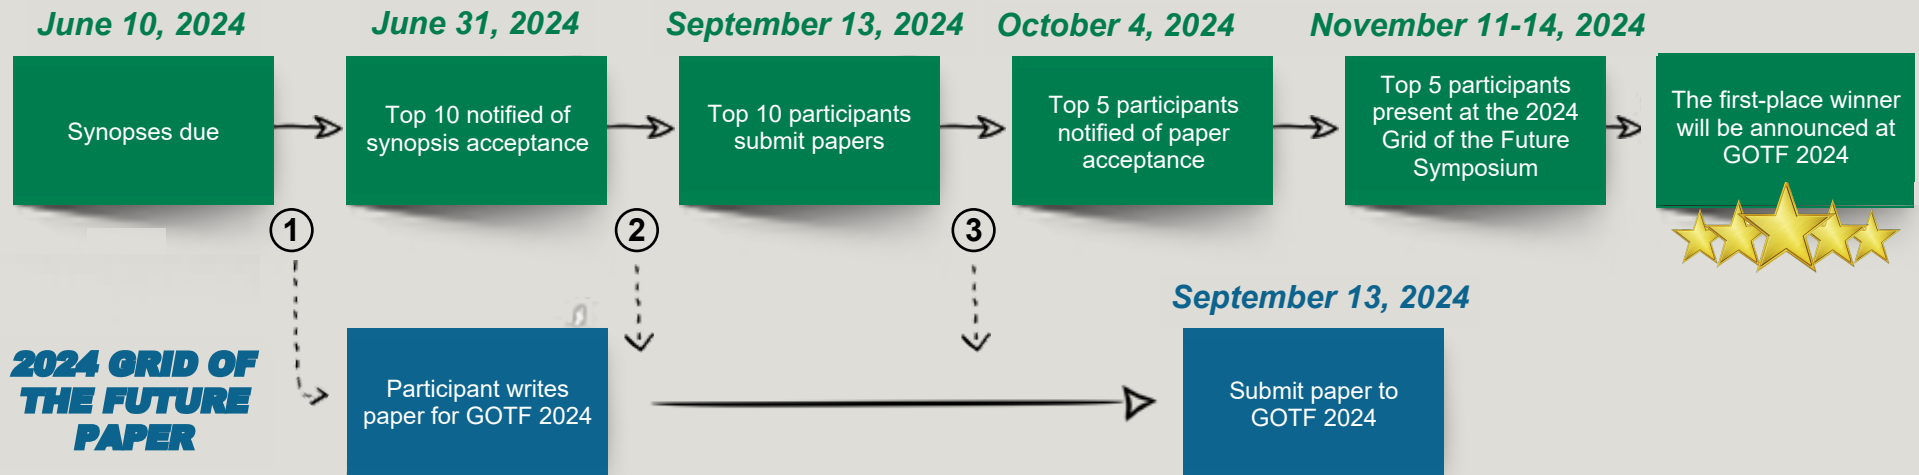 June 10, 2024
June 31, 2024
September 13, 2024
October 4, 2024
November 11-14, 2024
Synopses due
Top 10 notified of
synopsis acceptance
Top 10 participants
submit papers
Top 5 participants
notified of paper
acceptance
Top 5 participants
present at the 2024
Grid of the Future
Symposium
The first-place winner
will be announced at
GOTF 2024
1
2
3
September 13, 2024
2024 GRID OF
THE FUTURE
PAPER
Participant writes
paper for GOTF 2024
Submit paper to
GOTF 2024